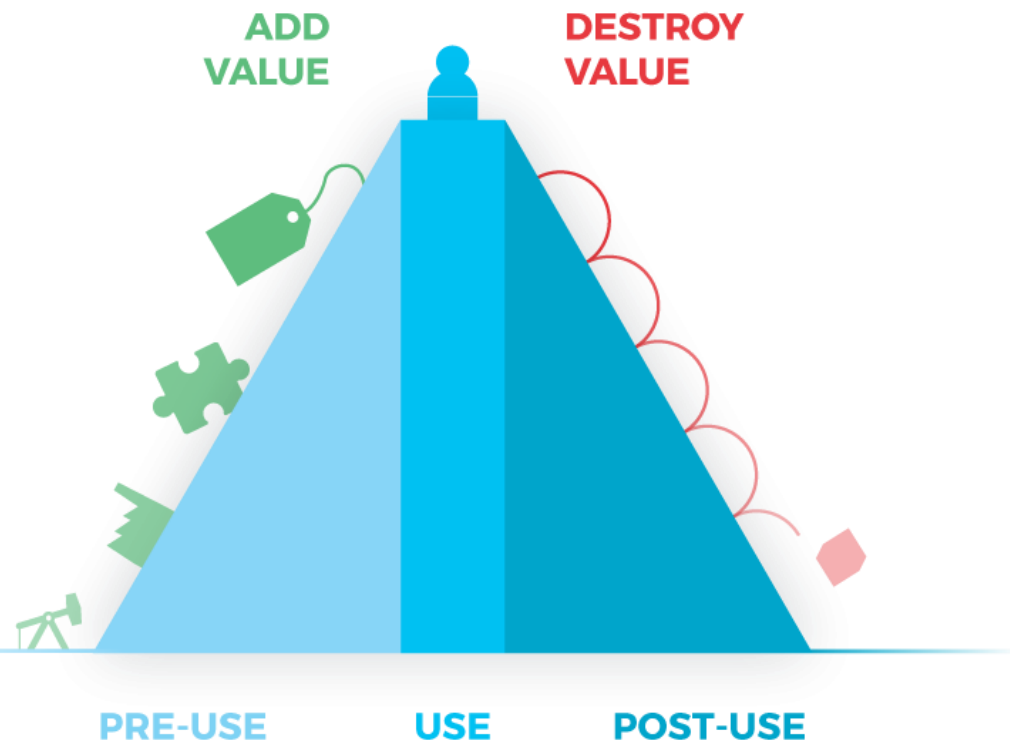 ADD
VALUE
DESTROY
VALUE
PRE-USE
USE
POST-USE